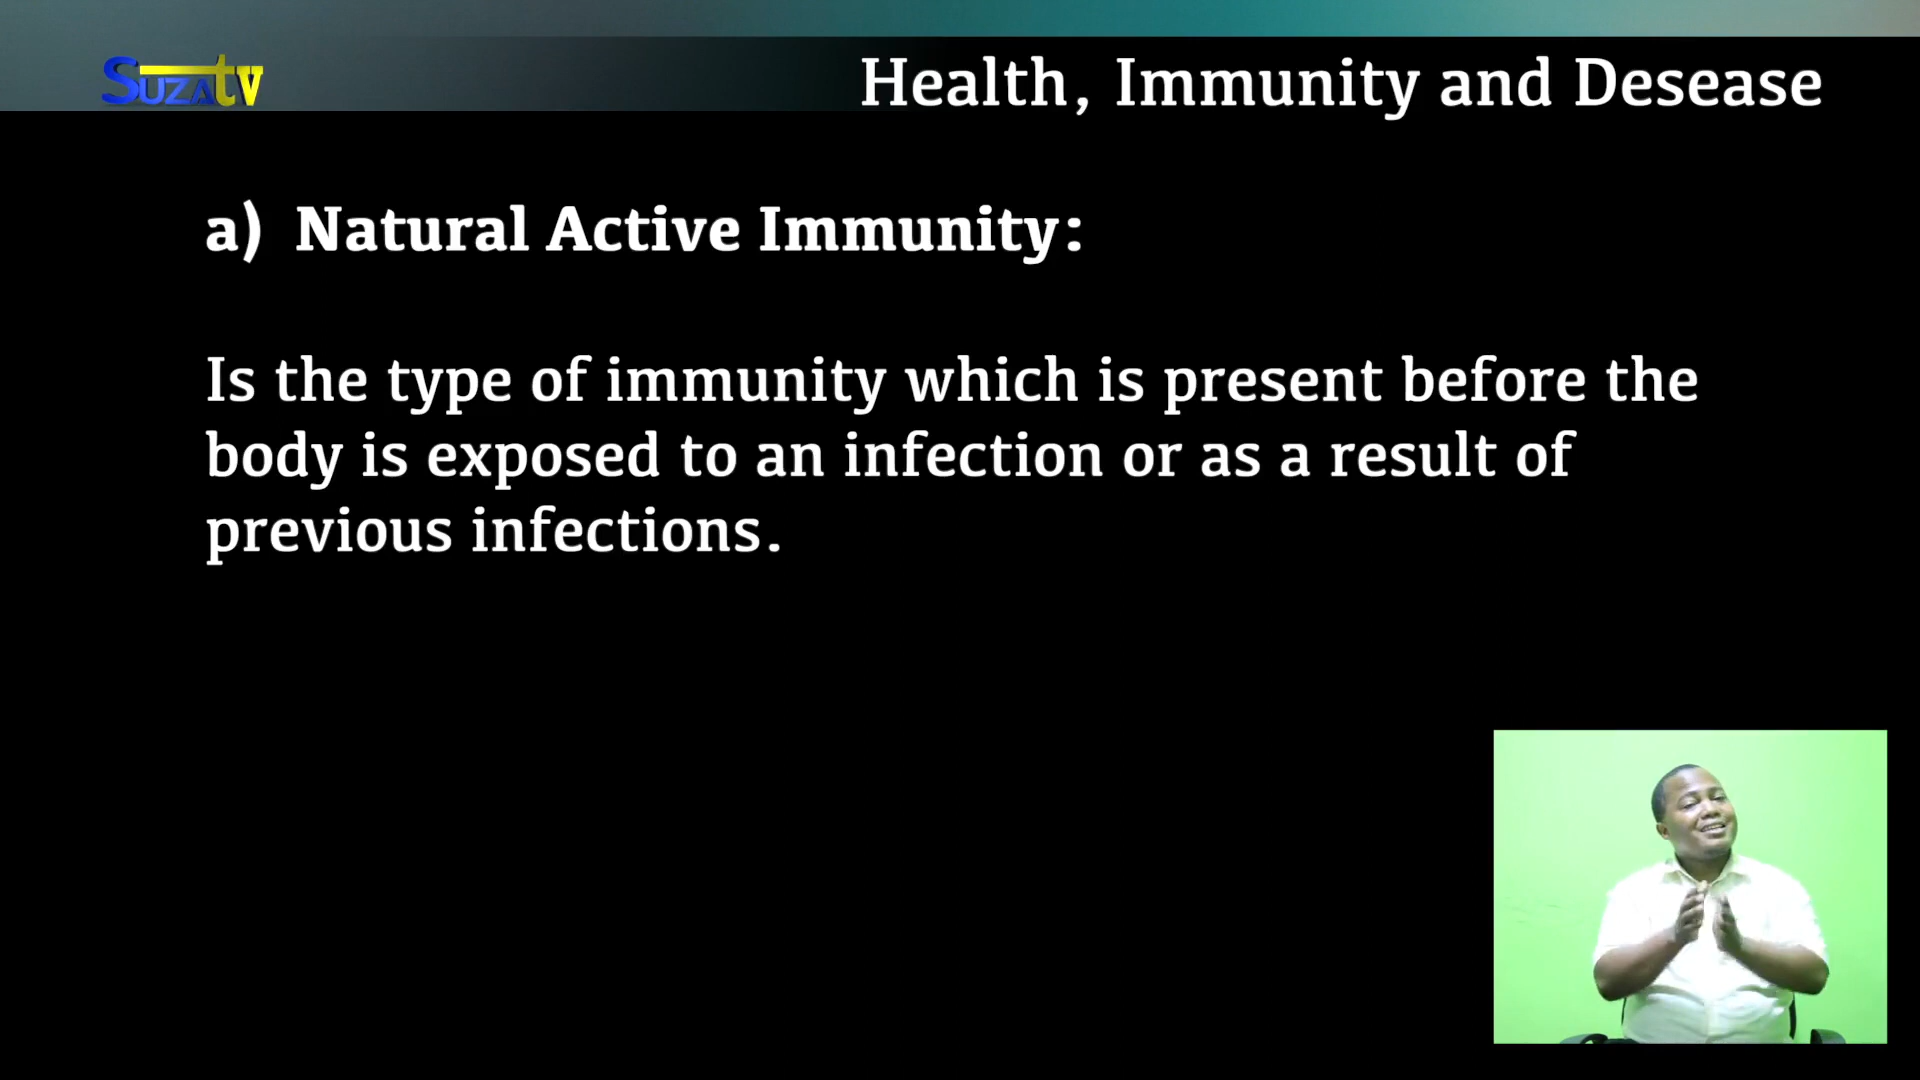 SUZAtv
Health, Immunity and Desease
a) Natural Active Immunity:
Is the type of immunity which is present before the
body is exposed to an infection or as a result of
previous infections.